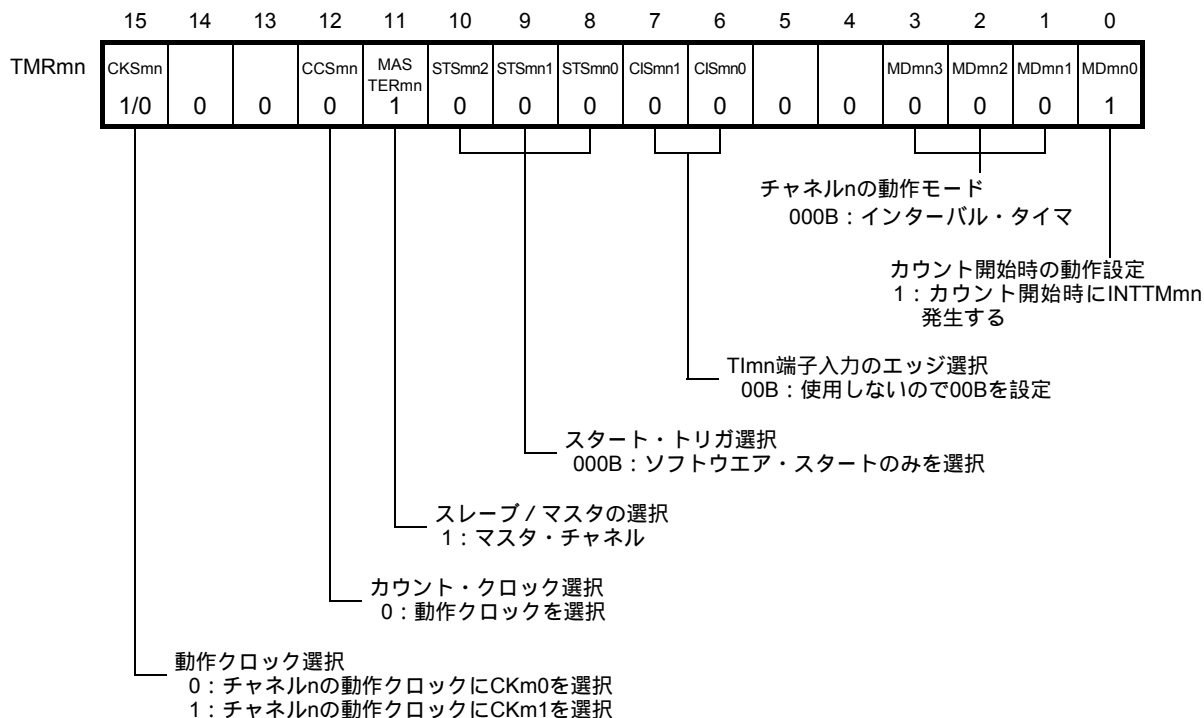 15 14 13 12 11 10 9 8 7 6 5 4 3 2 1 0
TMRmn
CKSmn CCSmn MAS TERmn STSmn2 STSmn1 STSmn0 CISmn1 CISmn0 MDmn3 MDmn2 MDmn1 MDmn0
1/0 0 0 0 1 0 0 0 0 0 0 0 0 0 0 1
チャネルnの動作モード
000B：インターバル・タイマ
カウント開始時の動作設定
1：カウント開始時にINTTMmn
発生する
TImn端子入力のエッジ選択
00B：使用しないので00Bを設定
スタート・トリガ選択
000B：ソフトウエア・スタートのみを選択
スレーブ／マスタの選択
1：マスタ・チャネル
カウント・クロック選択
0：動作クロックを選択
動作クロック選択
0：チャネルnの動作クロックにCKm0を選択
1：チャネルnの動作クロックにCKm1を選択